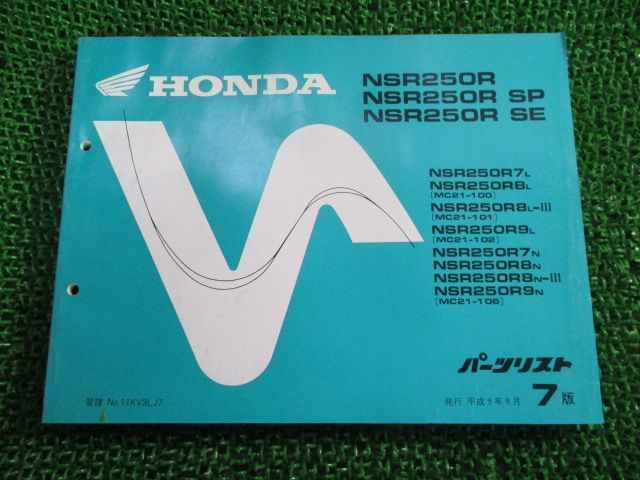 HONDA
NSR250R
NSR250R SP
NSR250R SE
NSR250R7L
NSR250R8L
[MC21-100]
NSR250R8L-III
[MC21-101]
NSR250R9L
[MC21-102]
NSR250R7N
NSR250R8N
NSR250R8N-III
NSR250R9N
[MC21-106]
パーツリスト
管理 No.11KV3LJ7
発行 平成9年9月 7版